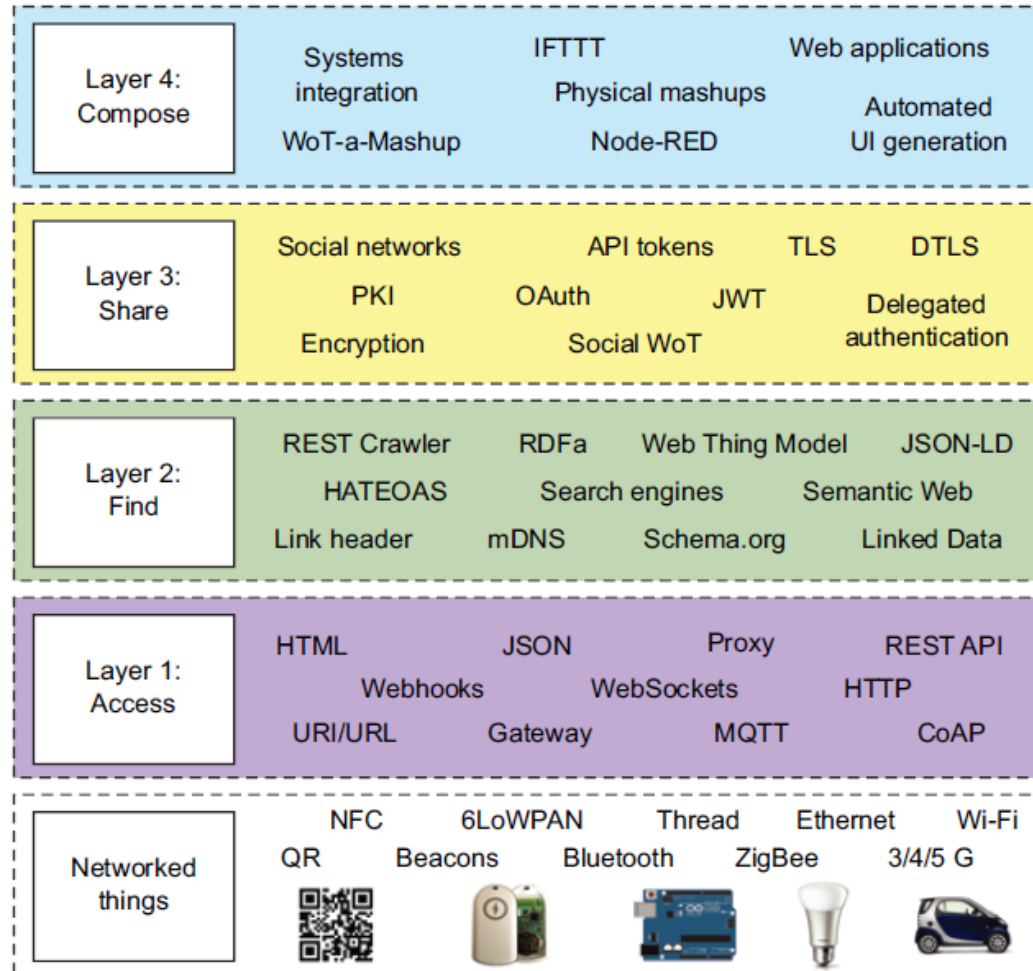 Layer 4:
Compose
Systems
integration
IFTTT
Web applications
Physical mashups
Automated
UI generation
WoT-a-Mashup
Node-RED
Layer 3:
Share
Social networks
API tokens
TLS
DTLS
PKI
OAuth
JWT
Delegated
authentication
Encryption
Social WoT
Layer 2:
Find
REST Crawler
RDFa
Web Thing Model
JSON-LD
HATEOAS
Search engines
Semantic Web
Link header
mDNS
Schema.org
Linked Data
Layer 1:
Access
HTML
JSON
Proxy
REST API
Webhooks
WebSockets
HTTP
URI/URL
Gateway
MQTT
CoAP
Networked
things
NFC
6LoWPAN
Thread
Ethernet
Wi-Fi
QR
Beacons
Bluetooth
ZigBee
3/4/5 G